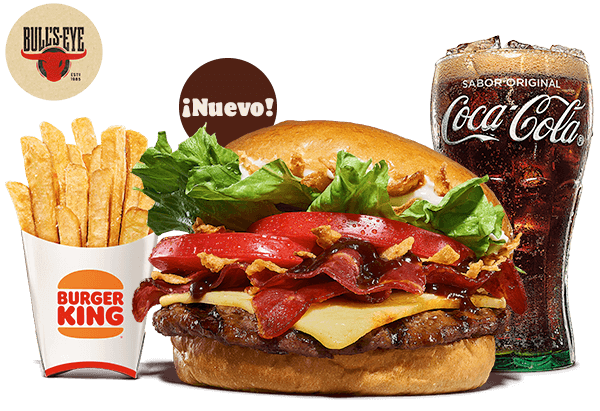 BULL'S-EYE
ESTD
1985
¡Nuevo!
SABOR ORIGINAL
Coca-Cola®
BURGER
KING